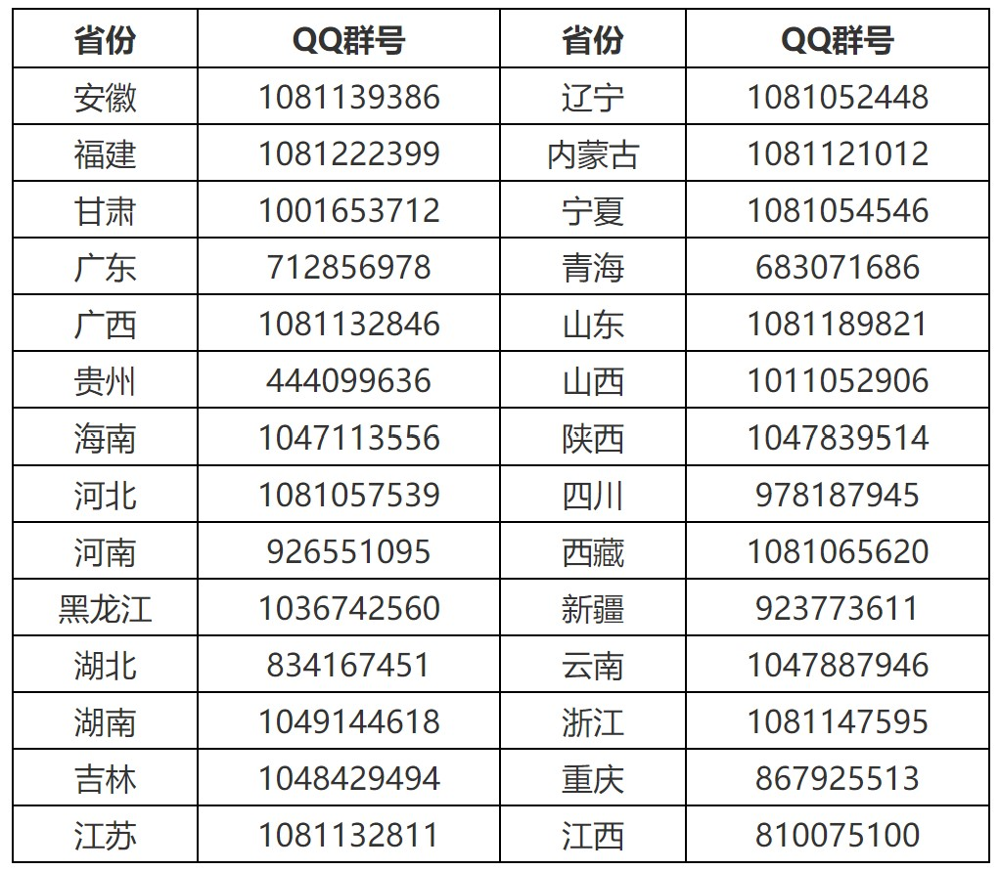 省份 QQ群号 省份 QQ群号
安徽 1081139386 辽宁 1081052448
福建 1081222399 内蒙古 1081121012
甘肃 1001653712 宁夏 1081054546
广东 712856978 青海 683071686
广西 1081132846 山东 1081189821
贵州 444099636 山西 1011052906
海南 1047113556 陕西 1047839514
河北 1081057539 四川 978187945
河南 926551095 西藏 1081065620
黑龙江 1036742560 新疆 923773611
湖北 834167451 云南 1047887946
湖南 1049144618 浙江 1081147595
吉林 1048429494 重庆 867925513
江苏 1081132811 江西 810075100